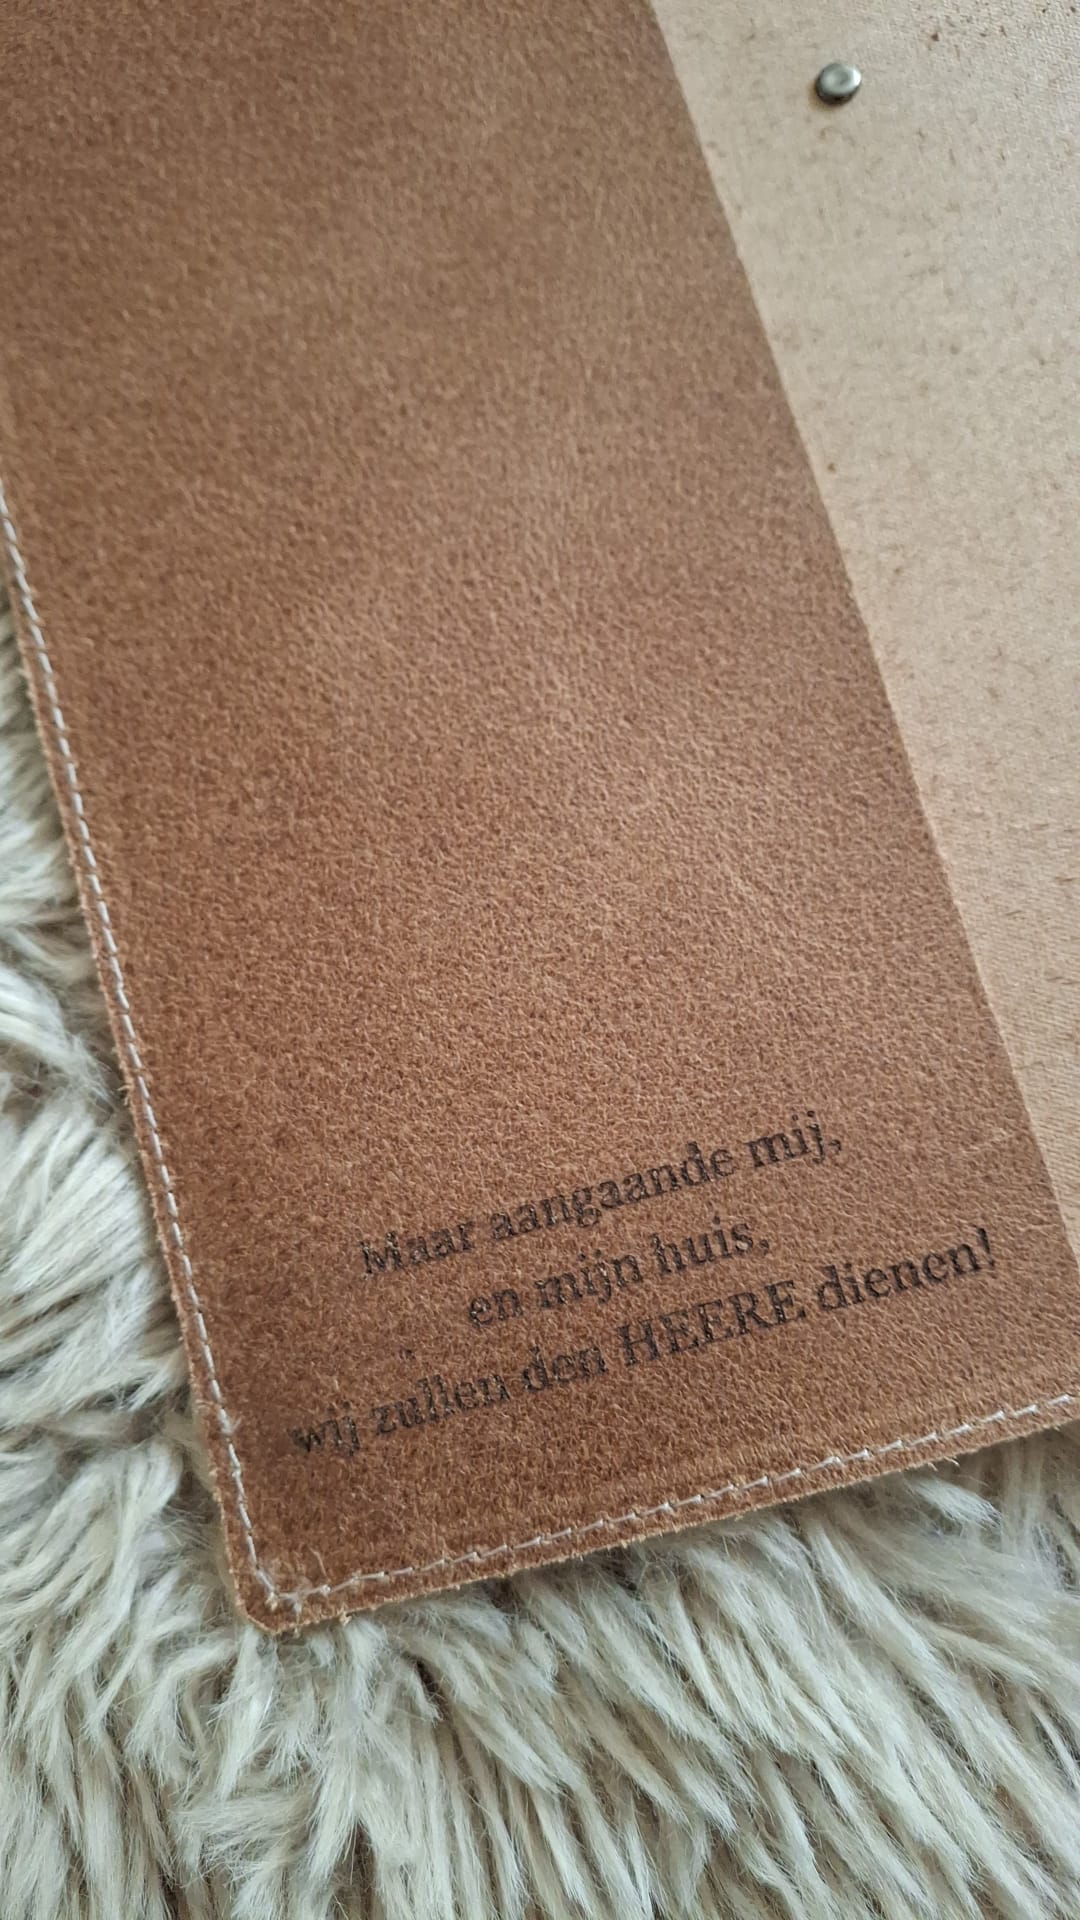 Maar aangaande mij,
en mijn huis,
wij zullen den HEERE dienen!